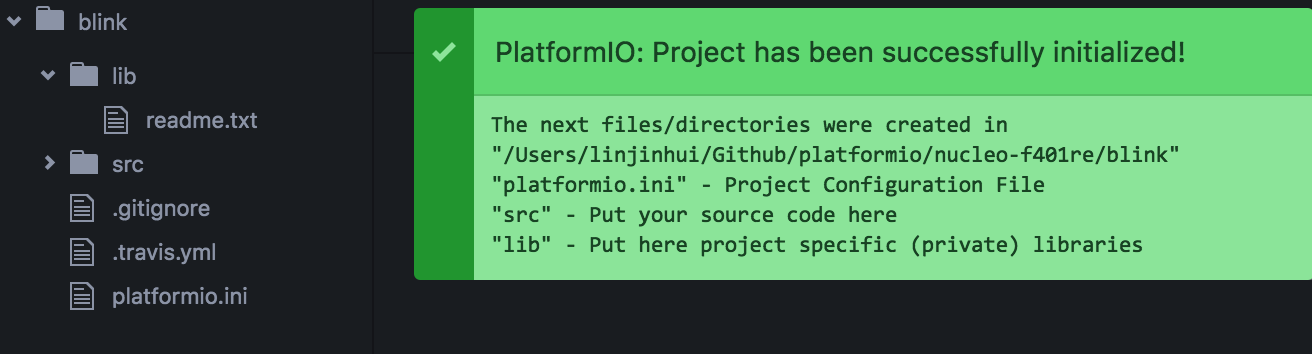 blink
lib
readme.txt
src
.gitignore
.travis.yml
platformio.ini
PlatformIO: Project has been successfully initialized!
The next files/directories were created in
"/Users/linjinhui/Github/platformio/nucleo-f401re/blink"
"platformio.ini" - Project Configuration File
"src" - Put your source code here
"lib" - Put here project specific (private) libraries